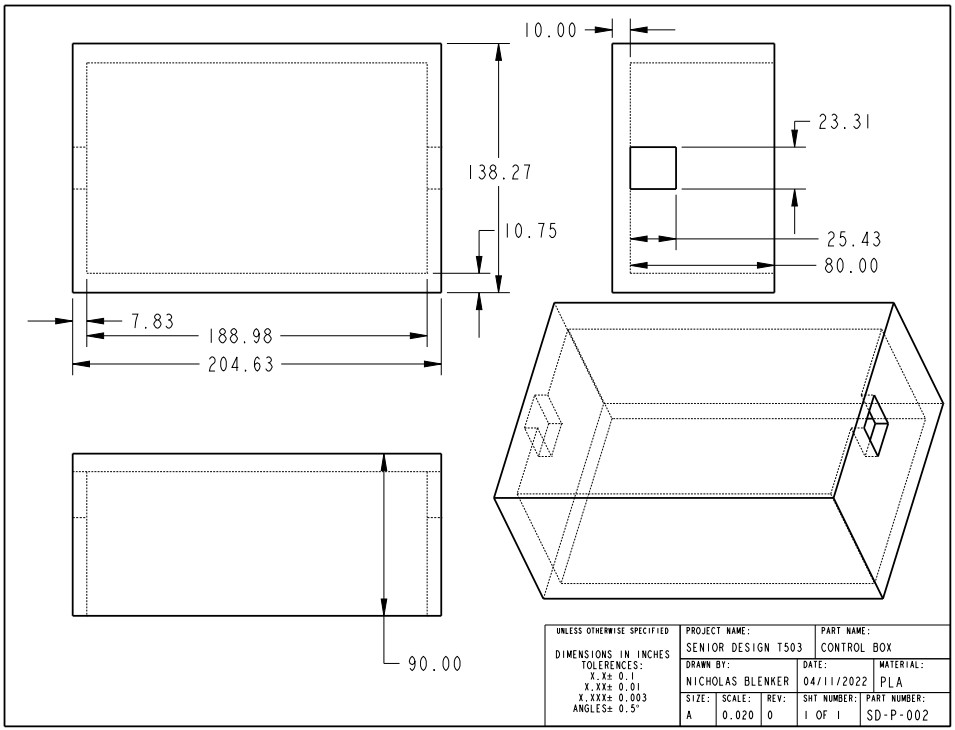 10.00
23.31
138.27
10.75
25.43
80.00
7.83
188.98
204.63
90.00
UNLESS OTHERWISE SPECIFIED
DIMENSIONS IN INCHES
TOLERENCES:
X.X± 0.1
X.XX± 0.01
X.XXX± 0.003
ANGLES± 0.5°
PROJECT NAME: PART NAME:
SENIOR DESIGN T503 CONTROL BOX
DRAWN BY: DATE: MATERIAL:
NICHOLAS BLENKER 04/11/2022 PLA
SIZE: SCALE: REV: SHT NUMBER: PART NUMBER:
A 0.020 0 1 OF 1 SD-P-002